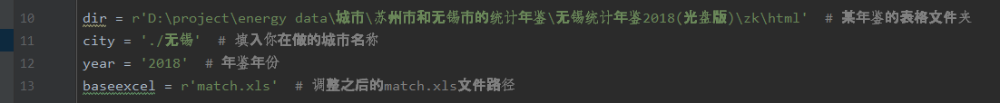 10 dir = r'D:\project\energy data\城市\苏州市和无锡市的统计年鉴\无锡统计年鉴2018(光盘版)\zk\html'  # 某年鉴的表格文件夹
11 city = './无锡'  # 填入你在做的城市名称
12 year = '2018'  # 年鉴年份
13 baseexcel = r'match.xls'  # 调整之后的match.xls文件路径